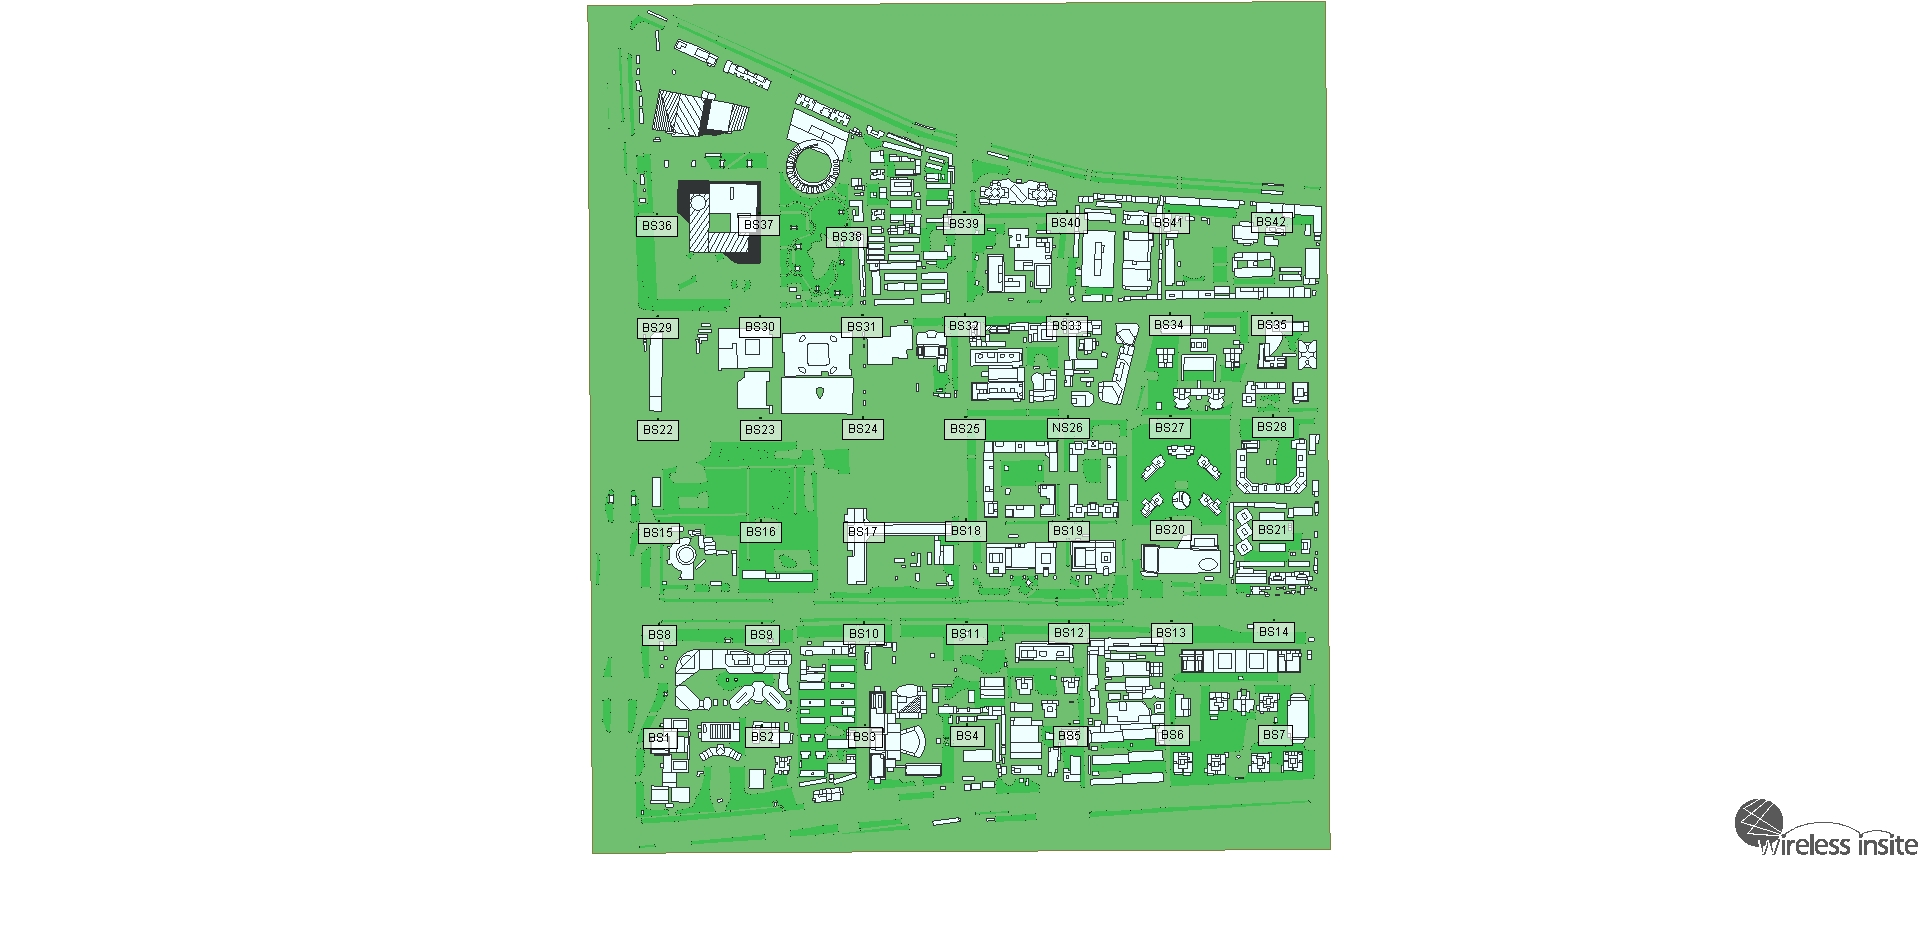 BS36 BS37 BS38 BS39 BS40 BS41 BS42
BS29 BS30 BS31 BS32 BS33 BS34 BS35
BS22 BS23 BS24 BS25 NS26 BS27 BS28
BS15 BS16 BS17 BS18 BS19 BS20 BS21
BS8 BS9 BS10 BS11 BS12 BS13 BS14
BS1 BS2 BS3 BS4 BS5 BS6 BS7
wireless insite